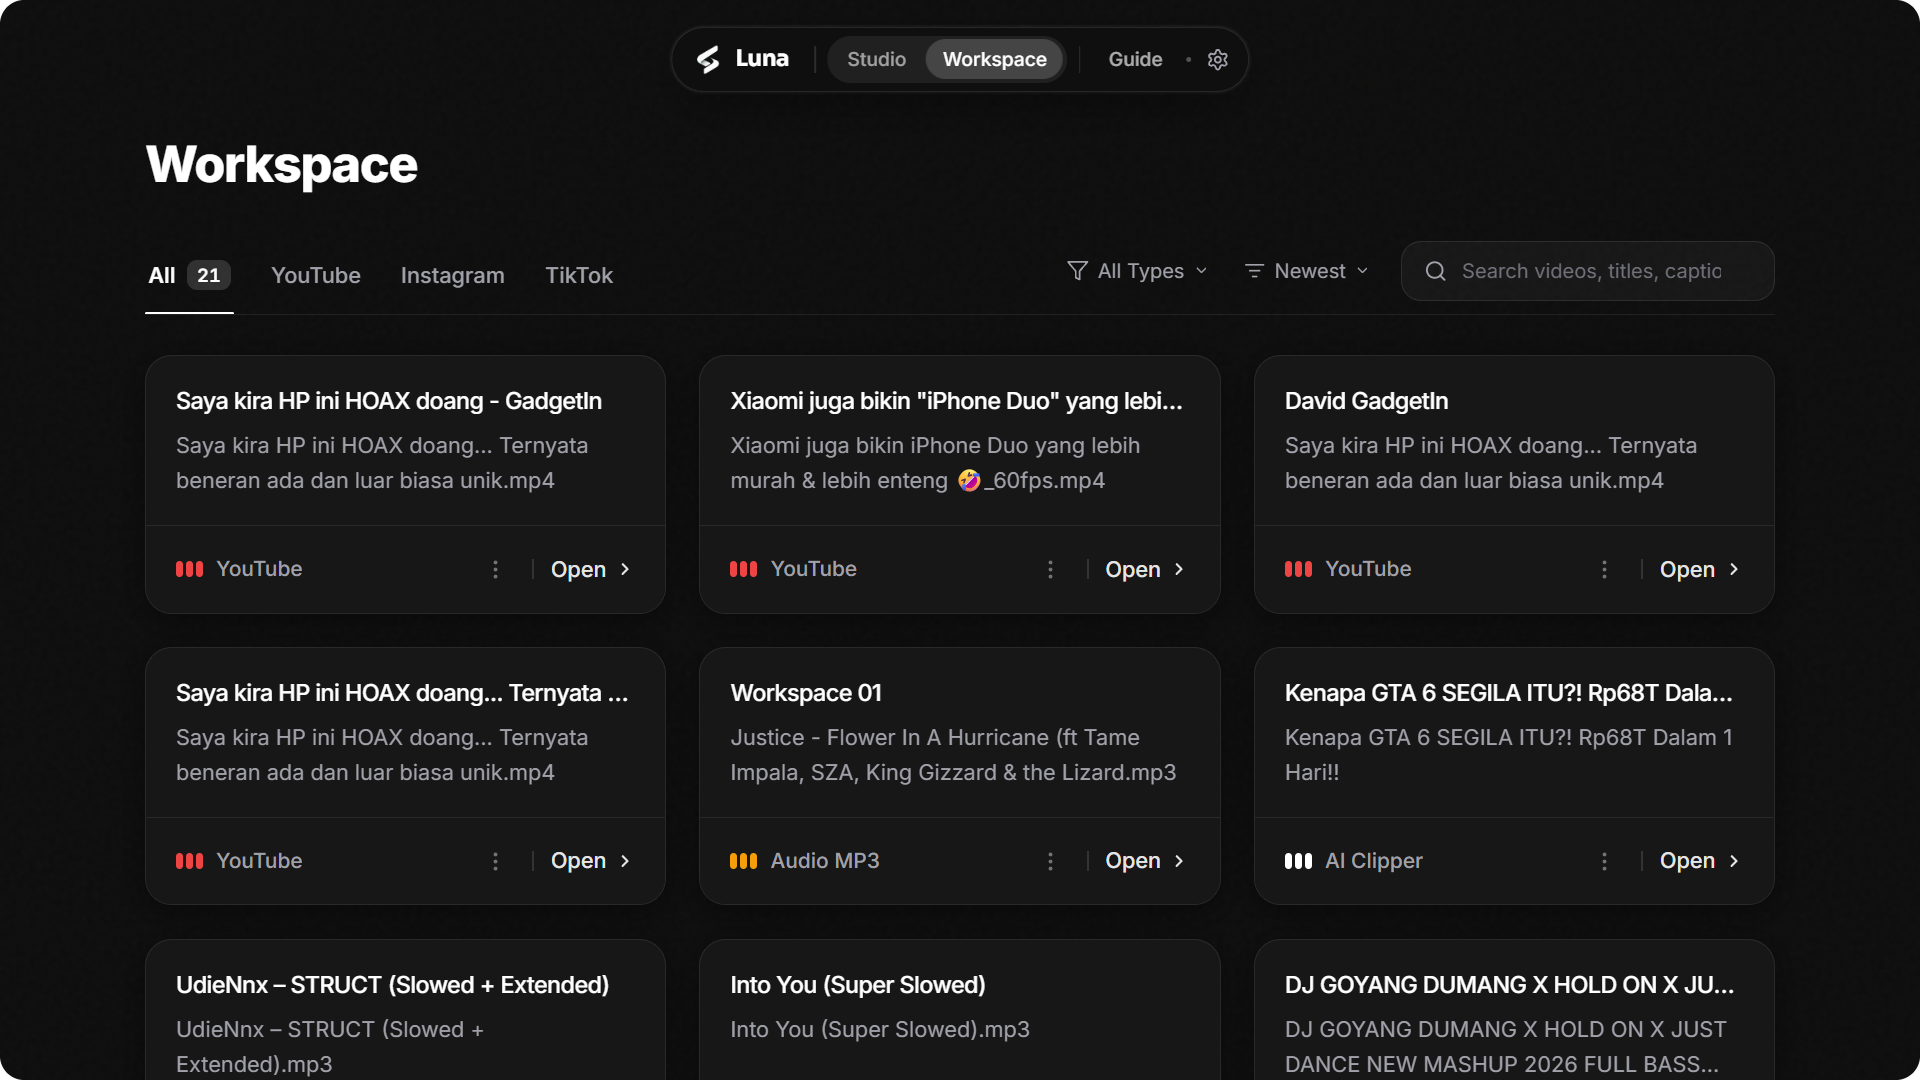 Luna
Studio
Workspace
Guide
Workspace
All 21
YouTube
Instagram
TikTok
All Types
Newest
Search videos, titles, captio
Saya kira HP ini HOAX doang - GadgetIn
Saya kira HP ini HOAX doang... Ternyata
beneran ada dan luar biasa unik.mp4
YouTube
Open
Xiaomi juga bikin "iPhone Duo" yang lebi...
Xiaomi juga bikin iPhone Duo yang lebih
murah & lebih enteng 🤣_60fps.mp4
YouTube
Open
David GadgetIn
Saya kira HP ini HOAX doang... Ternyata
beneran ada dan luar biasa unik.mp4
YouTube
Open
Saya kira HP ini HOAX doang... Ternyata ...
Saya kira HP ini HOAX doang... Ternyata
beneran ada dan luar biasa unik.mp4
YouTube
Open
Workspace 01
Justice - Flower In A Hurricane (ft Tame
Impala, SZA, King Gizzard & the Lizard.mp3
Audio MP3
Open
Kenapa GTA 6 SEGILA ITU?! Rp68T Dala...
Kenapa GTA 6 SEGILA ITU?! Rp68T Dalam 1
Hari!!
AI Clipper
Open
UdieNnx – STRUCT (Slowed + Extended)
UdieNnx – STRUCT (Slowed +
Extended).mp3
Into You (Super Slowed)
Into You (Super Slowed).mp3
DJ GOYANG DUMANG X HOLD ON X JU...
DJ GOYANG DUMANG X HOLD ON X JUST
DANCE NEW MASHUP 2026 FULL BASS...